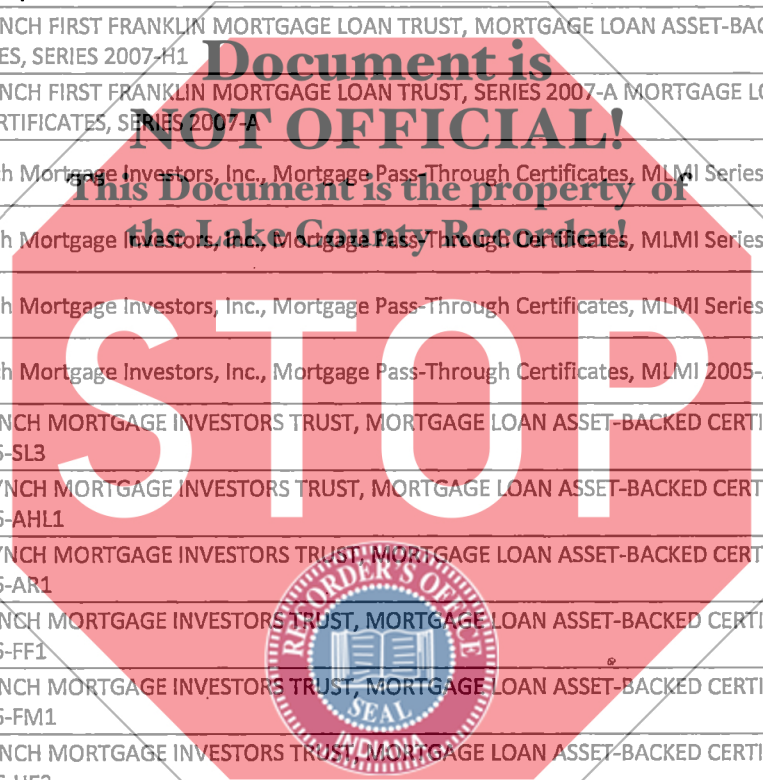 NCH FIRST FRANKLIN MORTGAGE LOAN TRUST, MORTGAGE LOAN ASSET-BAC
ES, SERIES 2007-H1
Document is
NCH FIRST FRANKLIN MORTGAGE LOAN TRUST, SERIES 2007-A MORTGAGE LO
RTIFICATES, SERIES 2007-A
NOT OFFICIAL!
h Mortgage Investors, Inc., Mortgage Pass-Through Certificates, MLMI Series
This Document is the property of
h Mortgage Investors, Inc., Mortgage Pass-Through Certificates, MLMI Series
the Lake County Recorder!
h Mortgage Investors, Inc., Mortgage Pass-Through Certificates, MLMI Series
STOP
h Mortgage Investors, Inc., Mortgage Pass-Through Certificates, MLMI 2005-
NCH MORTGAGE INVESTORS TRUST, MORTGAGE LOAN ASSET-BACKED CERTI
-SL3
NCH MORTGAGE INVESTORS TRUST, MORTGAGE LOAN ASSET-BACKED CERT
-AHL1
NCH MORTGAGE INVESTORS TRUST, MORTGAGE LOAN ASSET-BACKED CERT
-AR1
RECORDER'S OFFICE
NCH MORTGAGE INVESTORS TRUST, MORTGAGE LOAN ASSET-BACKED CERTI
-FF1
NCH MORTGAGE INVESTORS TRUST, MORTGAGE LOAN ASSET-BACKED CERTI
-FM1
SEAL
INDIANA
NCH MORTGAGE INVESTORS TRUST, MORTGAGE LOAN ASSET-BACKED CERTI